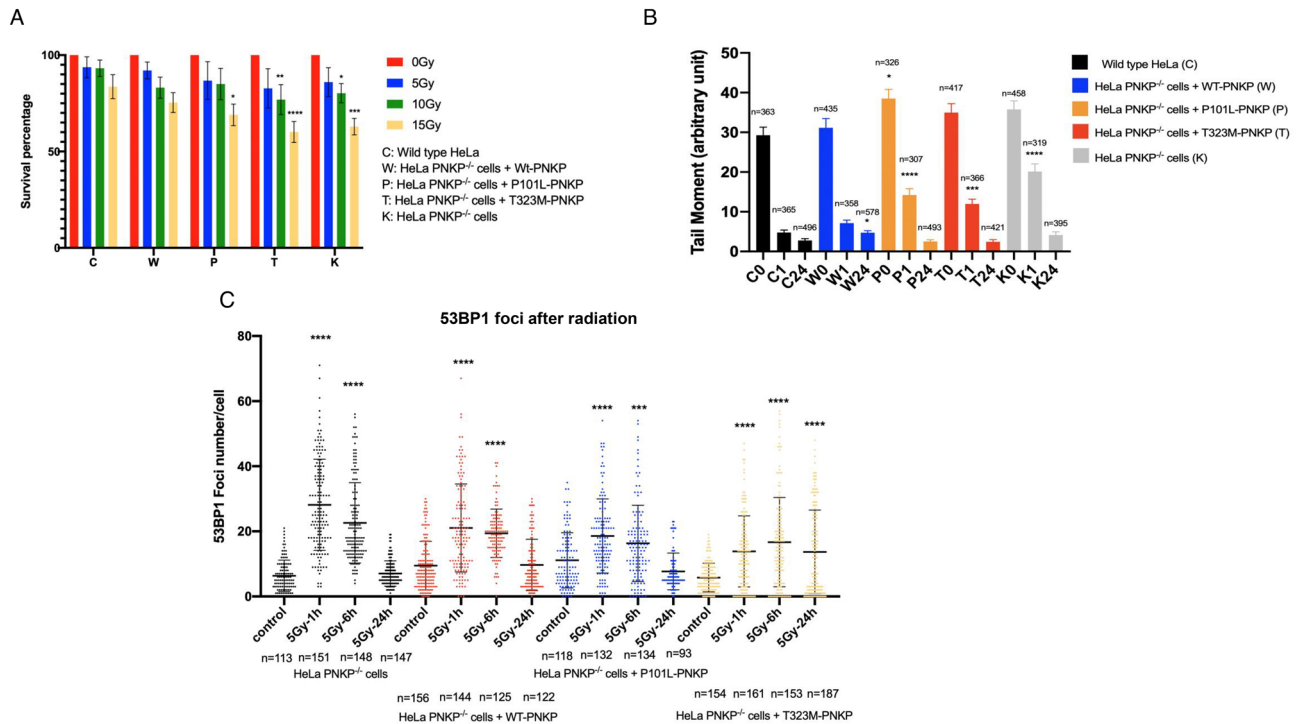 A
Survival percentage
100
50
0
** 
*
*
***
****
C
W
P
T
K
0Gy
5Gy
10Gy
15Gy
C: Wild type HeLa
W: HeLa PNKP-/- cells + Wt-PNKP
P: HeLa PNKP-/- cells + P101L-PNKP
T: HeLa PNKP-/- cells + T323M-PNKP
K: HeLa PNKP-/- cells
B
Tail Moment (arbitrary unit)
50
40
30
20
10
0
n=363
n=365
n=496
n=435
n=358
n=578
*
n=326
*
n=307
****
n=493
n=417
n=366
***
n=421
n=458
n=319
****
n=395
C0
C1
C24
W0
W1
W24
P0
P1
P24
T0
T1
T24
K0
K1
K24
Wild type HeLa (C)
HeLa PNKP-/- cells + WT-PNKP (W)
HeLa PNKP-/- cells + P101L-PNKP (P)
HeLa PNKP-/- cells + T323M-PNKP (T)
HeLa PNKP-/- cells (K)
C
53BP1 foci after radiation
53BP1 Foci number/cell
80
60
40
20
0
****
****
****
****
****
***
****
****
****
control
5Gy-1h
5Gy-6h
5Gy-24h
control
5Gy-1h
5Gy-6h
5Gy-24h
control
5Gy-1h
5Gy-6h
5Gy-24h
control
5Gy-1h
5Gy-6h
5Gy-24h
n=113 n=151 n=148 n=147
HeLa PNKP-/- cells
n=118 n=132 n=134 n=93
HeLa PNKP-/- cells + P101L-PNKP
n=156 n=144 n=125 n=122
HeLa PNKP-/- cells + WT-PNKP
n=154 n=161 n=153 n=187
HeLa PNKP-/- cells + T323M-PNKP